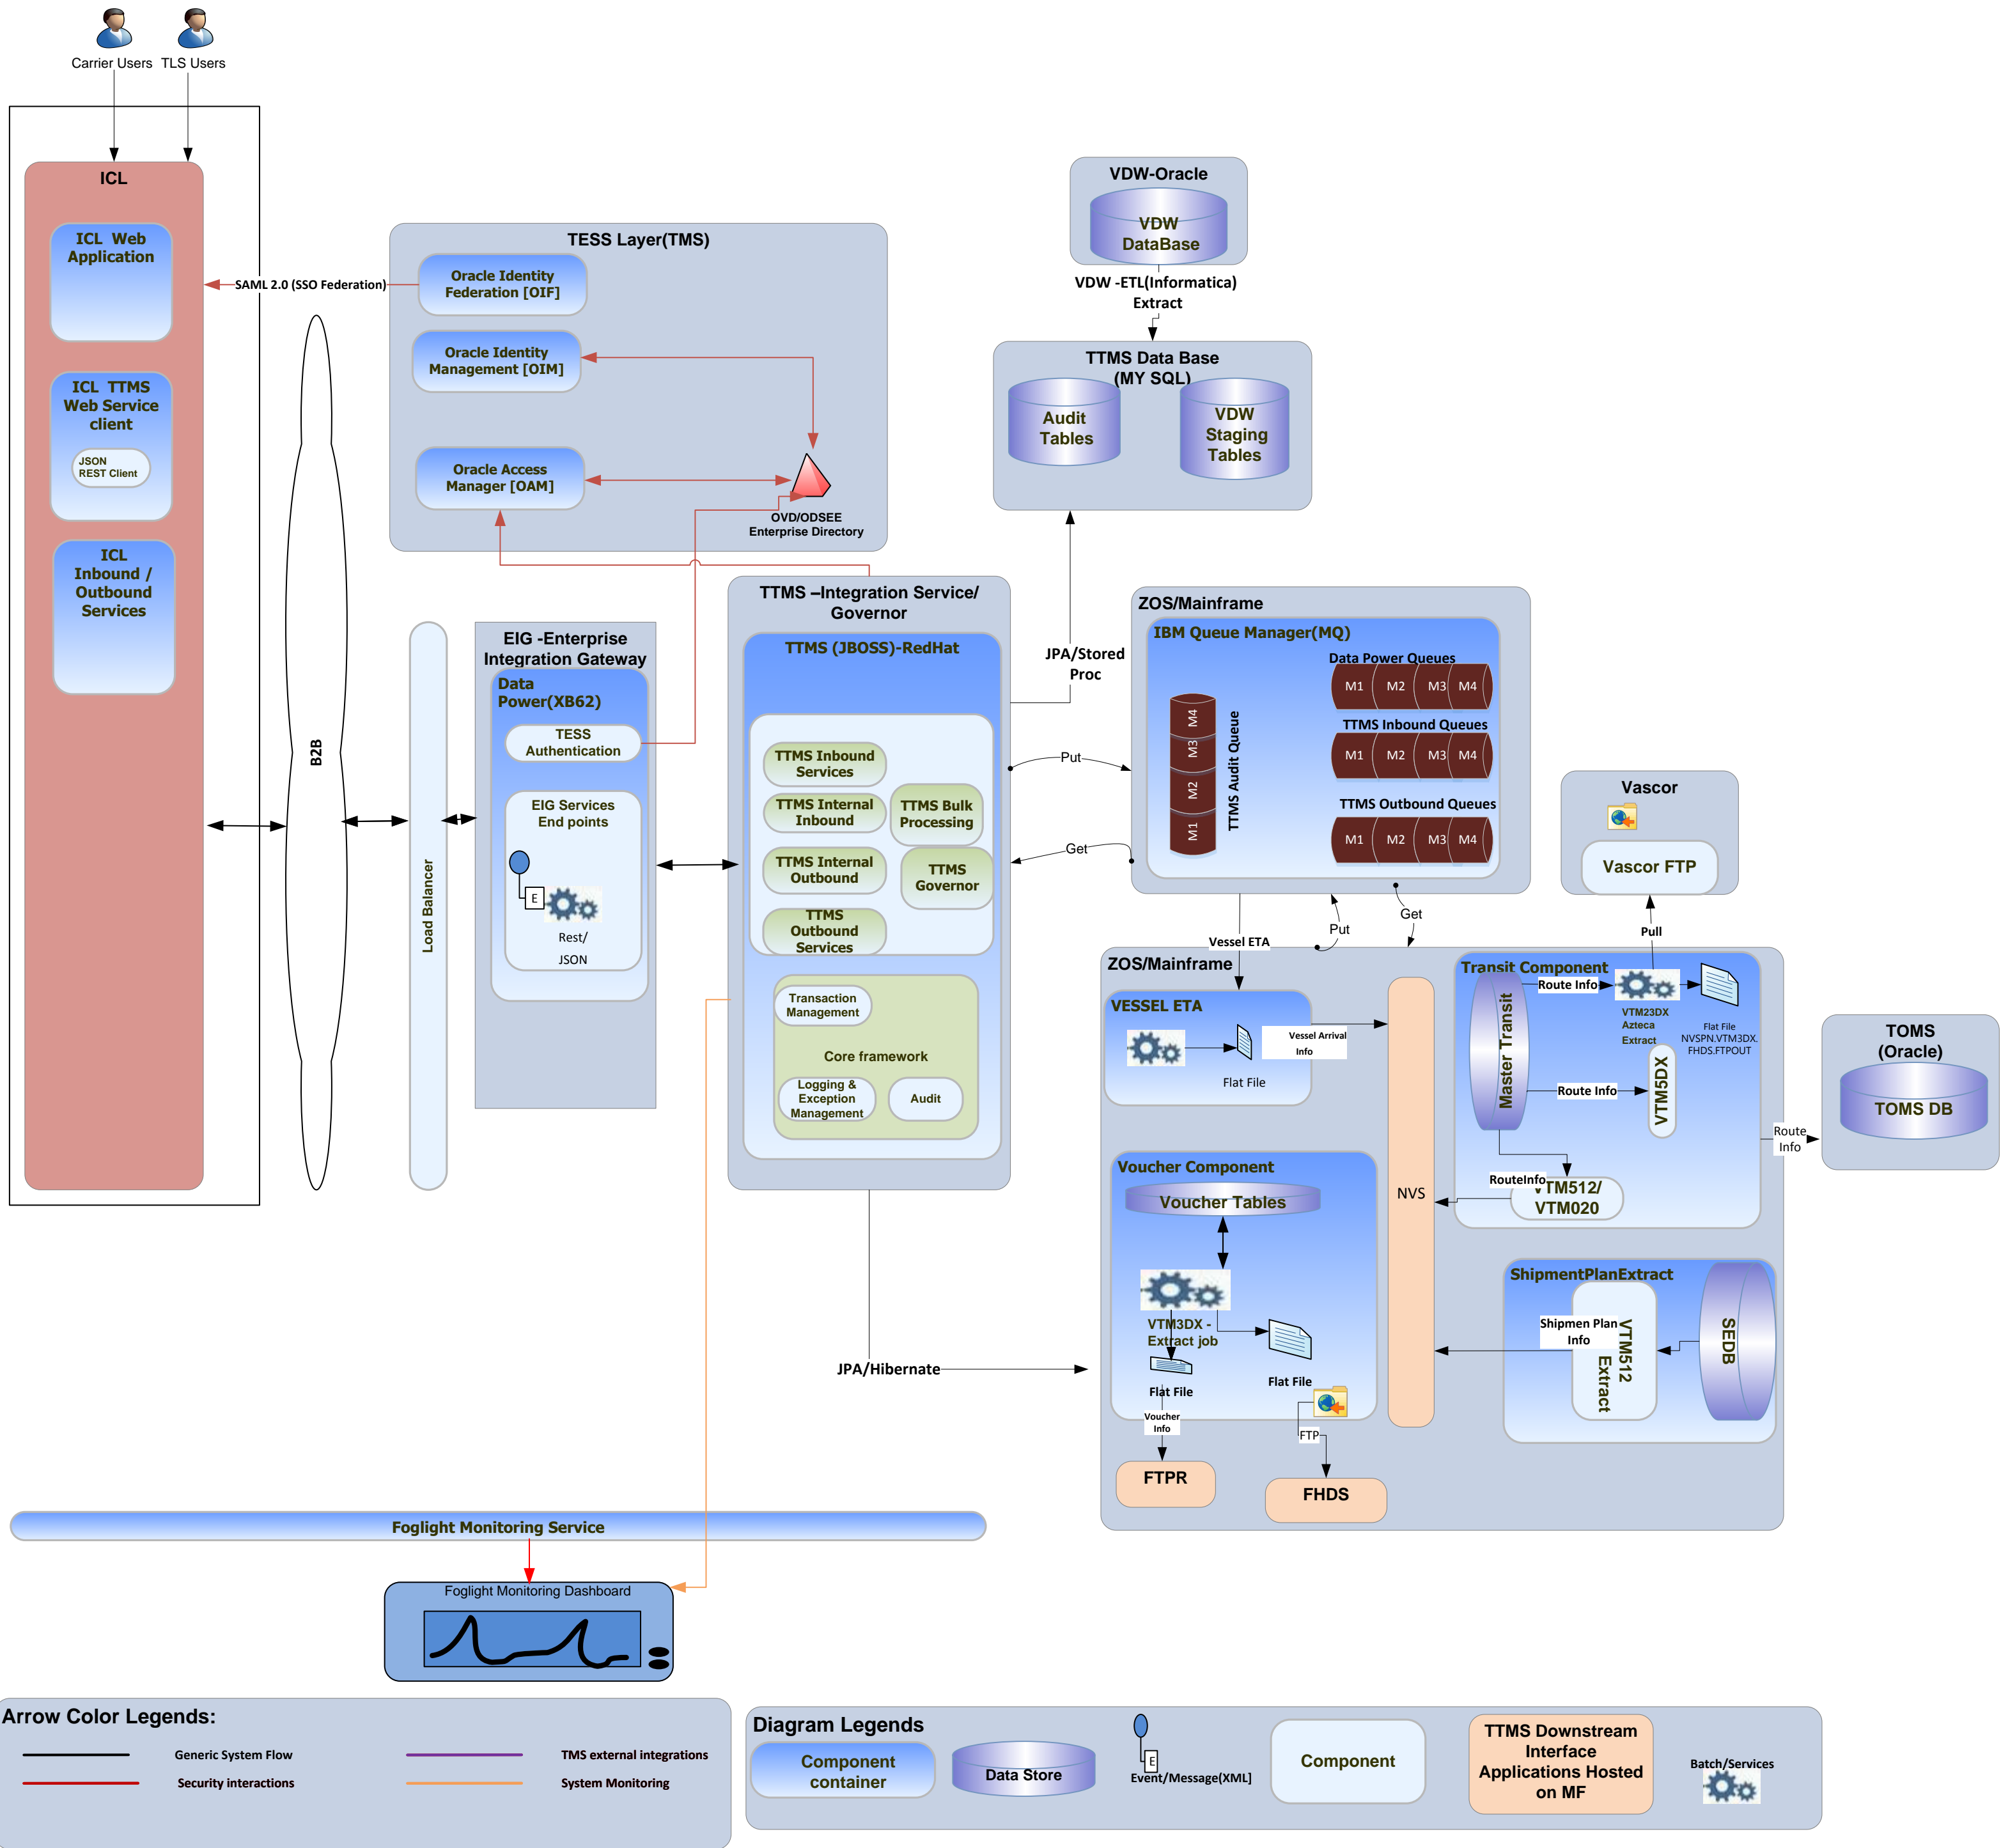 Carrier Users
TLS Users
ICL
ICL  Web
Application
ICL  TTMS
Web Service
client
JSON
REST Client
ICL
Inbound /
Outbound
Services
SAML 2.0 (SSO Federation)
B2B
Load Balancer
TESS Layer(TMS)
Oracle Identity
Federation [OIF]
Oracle Identity
Management [OIM]
Oracle Access
Manager [OAM]
OVD/ODSEE
Enterprise Directory
EIG -Enterprise
Integration Gateway
Data
Power(XB62)
TESS
Authentication
EIG Services
End points
E
Rest/
JSON
TTMS –Integration Service/
Governor
TTMS (JBOSS)-RedHat
TTMS Inbound
Services
TTMS Internal
Inbound
TTMS Bulk
Processing
TTMS Internal
Outbound
TTMS
Governor
TTMS
Outbound
Services
Transaction
Management
Core framework
Logging &
Exception
Management
Audit
VDW-Oracle
VDW
DataBase
VDW -ETL(Informatica)
Extract
TTMS Data Base
(MY SQL)
Audit
Tables
VDW
Staging
Tables
JPA/Stored
Proc
Put
Get
ZOS/Mainframe
IBM Queue Manager(MQ)
M4
M3
M2
M1
TTMS Audit Queue
Data Power Queues
M1 M2 M3 M4
TTMS Inbound Queues
M1 M2 M3 M4
TTMS Outbound Queues
M1 M2 M3 M4
Vascor
Vascor FTP
Pull
Vessel ETA
Put
Get
ZOS/Mainframe
VESSEL ETA
Flat File
Vessel Arrival
Info
NVS
Transit Component
Master Transit
Route Info
VTM23DX
Azteca
Extract
Flat File
NVSPN.VTM3DX.
FHDS.FTPOUT
Route Info
VTM5DX
RouteInfo
VTM512/
VTM020
Route
Info
TOMS
(Oracle)
TOMS DB
Voucher Component
Voucher Tables
VTM3DX -
Extract job
Flat File
Flat File
Voucher
Info
FTP
FTPR
FHDS
ShipmentPlanExtract
Shipmen Plan
Info
VTM512
Extract
SEDB
JPA/Hibernate
Foglight Monitoring Service
Foglight Monitoring Dashboard
Arrow Color Legends:
Generic System Flow
TMS external integrations
Security interactions
System Monitoring
Diagram Legends
Component
container
Data Store
E
Event/Message(XML]
Component
TTMS Downstream
Interface
Applications Hosted
on MF
Batch/Services